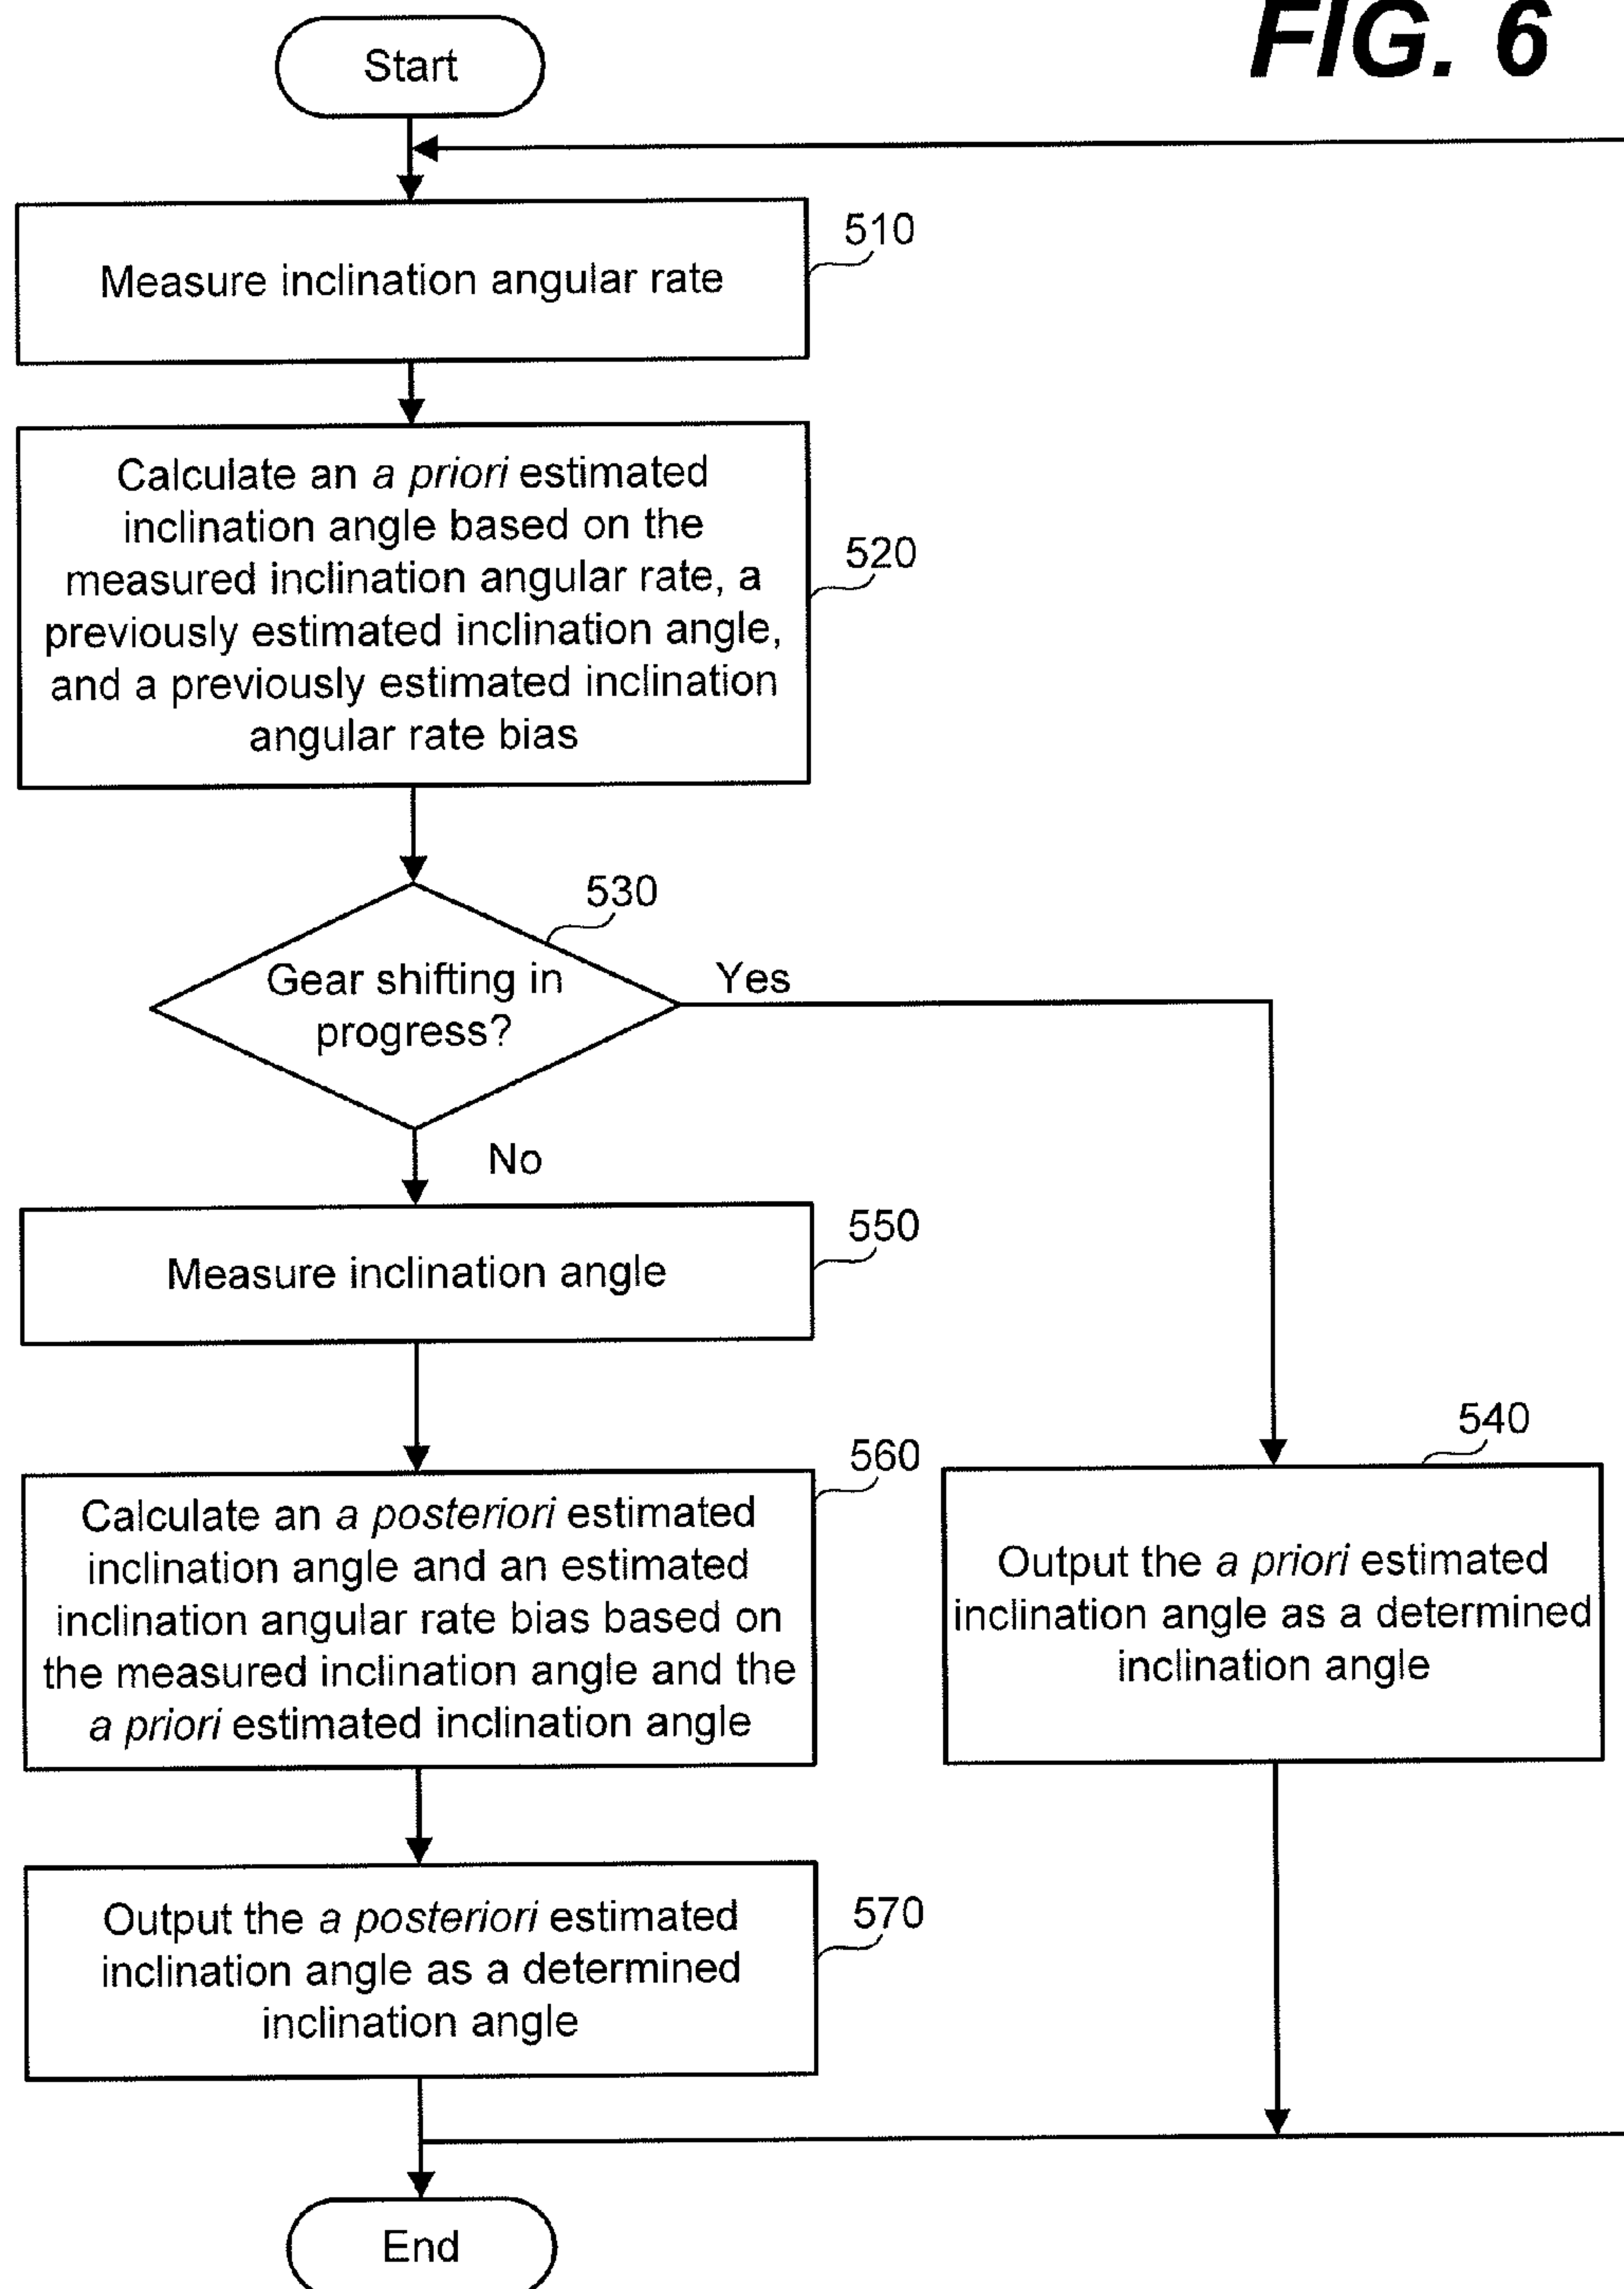 FIG. 6
Start
510
Measure inclination angular rate
Calculate an a priori estimated
inclination angle based on the
measured inclination angular rate, a
previously estimated inclination angle,
and a previously estimated inclination
angular rate bias
520
530
Gear shifting in
progress?
Yes
No
550
Measure inclination angle
540
560
Calculate an a posteriori estimated
inclination angle and an estimated
inclination angular rate bias based on
the measured inclination angle and the
a priori estimated inclination angle
Output the a priori estimated
inclination angle as a determined
inclination angle
Output the a posteriori estimated
inclination angle as a determined
inclination angle
570
End